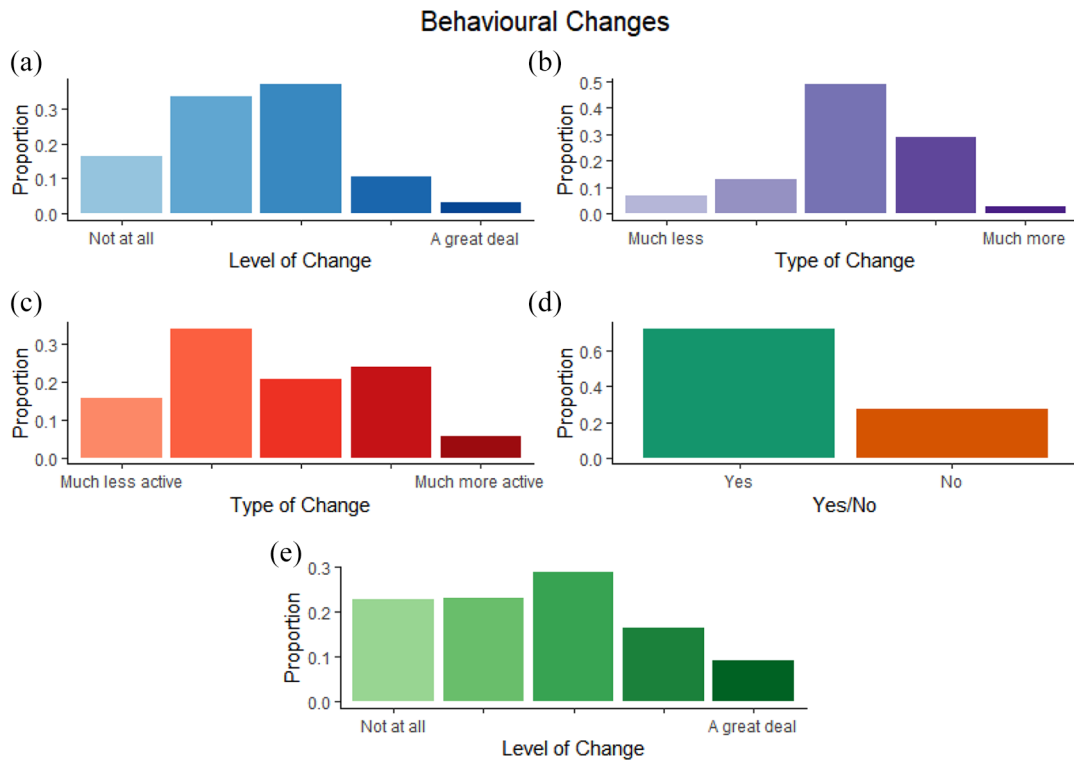 Behavioural Changes
(a)
Proportion
0.3
0.2
0.1
0.0
Not at all
A great deal
Level of Change
(b)
Proportion
0.5
0.4
0.3
0.2
0.1
0.0
Much less
Much more
Type of Change
(c)
Proportion
0.3
0.2
0.1
0.0
Much less active
Much more active
Type of Change
(d)
Proportion
0.6
0.4
0.2
0.0
Yes
No
Yes/No
(e)
Proportion
0.3
0.2
0.1
0.0
Not at all
A great deal
Level of Change